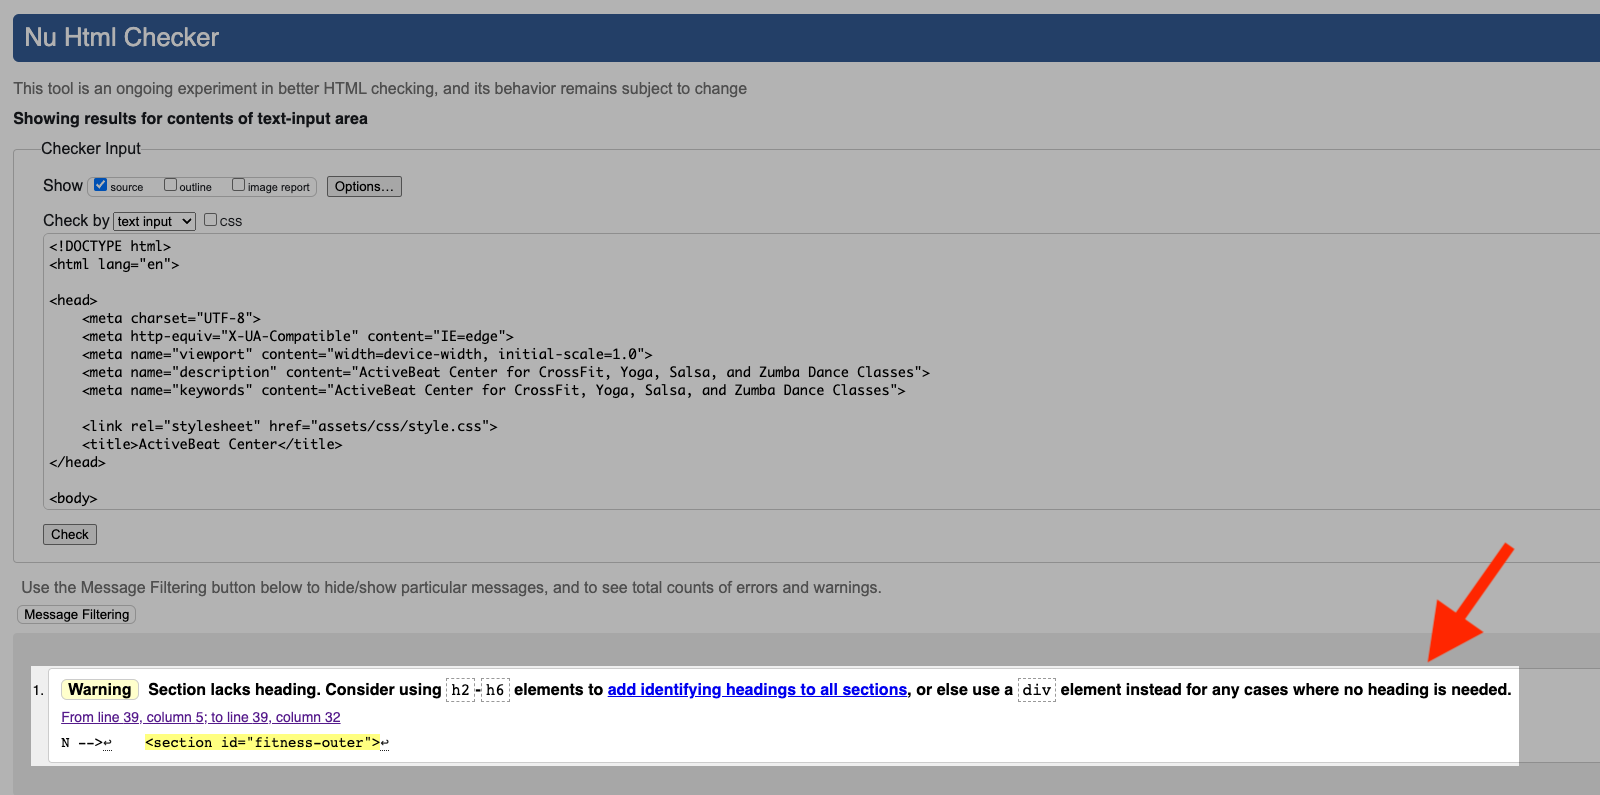 Nu Html Checker
This tool is an ongoing experiment in better HTML checking, and its behavior remains subject to change
Showing results for contents of text-input area
Checker Input
Show source outline image report Options...
Check by text input css
<!DOCTYPE html>
<html lang="en">
<head>
<meta charset="UTF-8">
<meta http-equiv="X-UA-Compatible" content="IE=edge">
<meta name="viewport" content="width=device-width, initial-scale=1.0">
<meta name="description" content="ActiveBeat Center for CrossFit, Yoga, Salsa, and Zumba Dance Classes">
<meta name="keywords" content="ActiveBeat Center for CrossFit, Yoga, Salsa, and Zumba Dance Classes">
<link rel="stylesheet" href="assets/css/style.css">
<title>ActiveBeat Center</title>
</head>
<body>
Check
Use the Message Filtering button below to hide/show particular messages, and to see total counts of errors and warnings.
Message Filtering
1. Warning Section lacks heading. Consider using h2-h6 elements to add identifying headings to all sections, or else use a div element instead for any cases where no heading is needed.
From line 39, column 5; to line 39, column 32
N -->↩ <section id="fitness-outer">↩